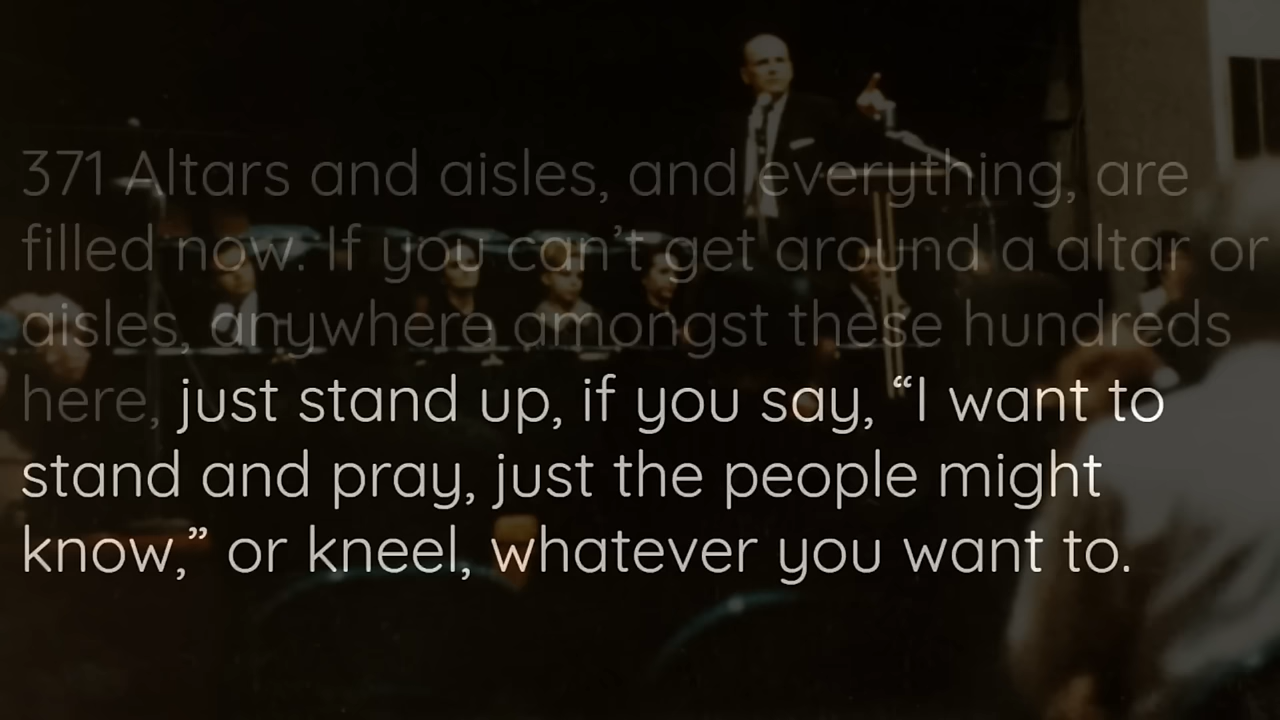 371 Altars and aisles, and everything, are
filled now. If you can’t get around a altar or
aisles, anywhere amongst these hundreds
here, just stand up, if you say, “I want to
stand and pray, just the people might
know,” or kneel, whatever you want to.